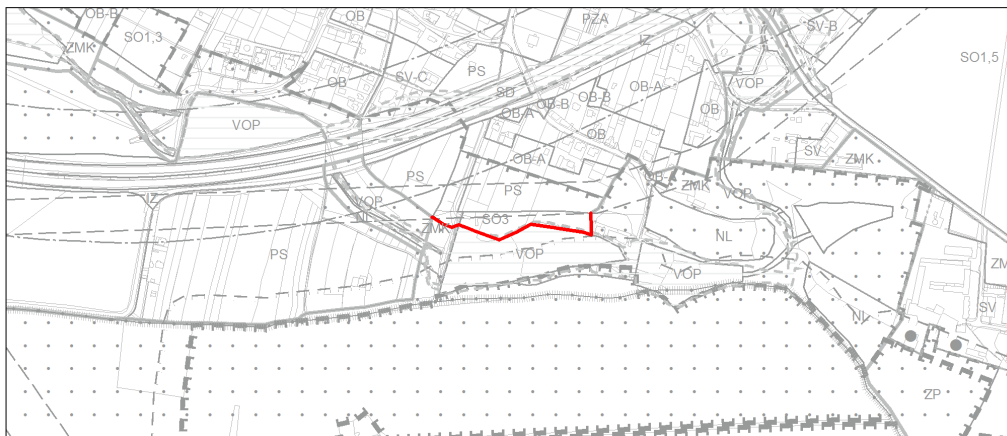 OB-B
OB
PZA
SV-B
ZMK
SO1,3
IZ
SO1,5
OB
SV-C
PS
OB-A
VOP
SD
OB-B
OB-B
OB
VOP
OB-A
OB
SV
ZMK
OB-A
PS
PS
OB
ZMK
VOP
IZ
VOP
NL
SO3
ZMK
NL
PS
VOP
VOP
SV
NL
ZP